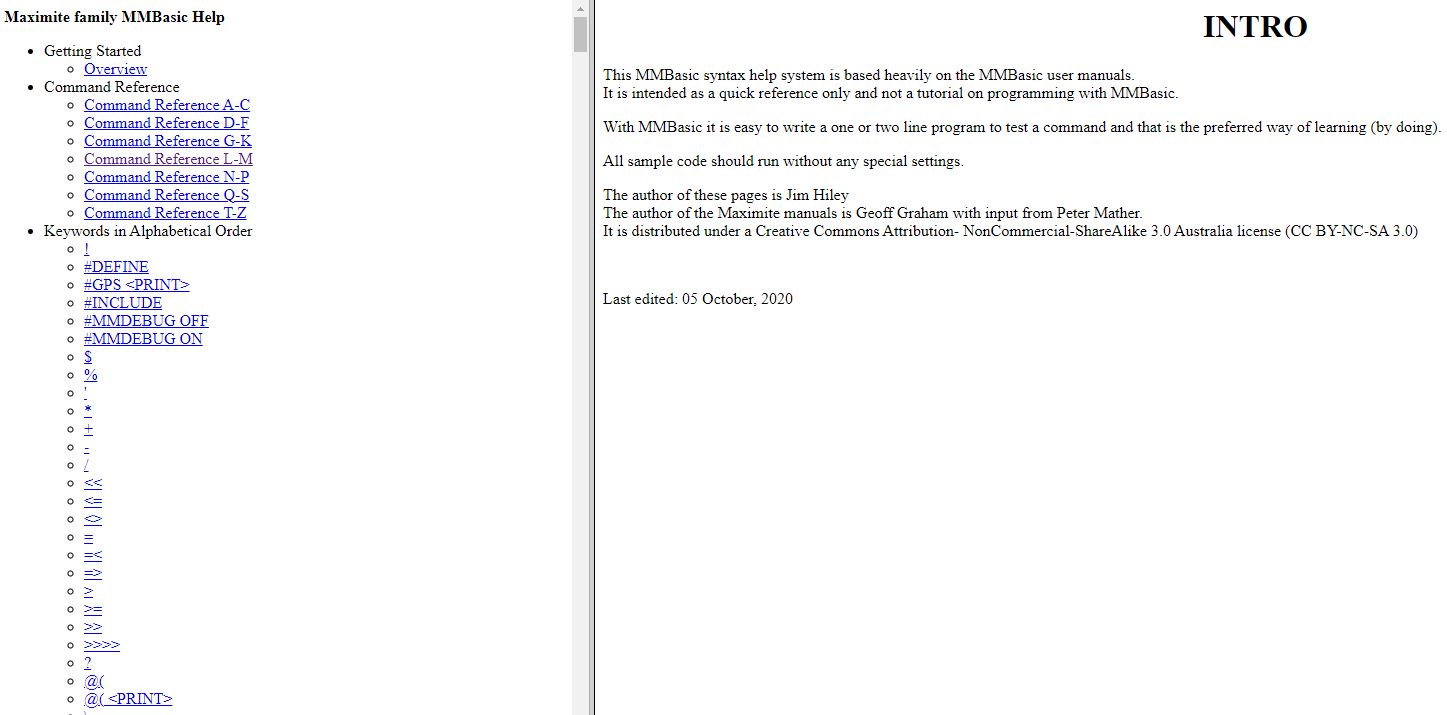 Maximite family MMBasic Help
Getting Started
Overview
Command Reference
Command Reference A-C
Command Reference D-F
Command Reference G-K
Command Reference L-M
Command Reference N-P
Command Reference Q-S
Command Reference T-Z
Keywords in Alphabetical Order
!
#DEFINE
#GPS <PRINT>
#INCLUDE
#MMDEBUG OFF
#MMDEBUG ON
$
%
'
*
+
-
/
<<
<=
<>
=
=<
=>
>
>=
>>
>>>>
?
@(
@( <PRINT>
\
INTRO
This MMBasic syntax help system is based heavily on the MMBasic user manuals.
It is intended as a quick reference only and not a tutorial on programming with MMBasic.
With MMBasic it is easy to write a one or two line program to test a command and that is the preferred way of learning (by doing).
All sample code should run without any special settings.
The author of these pages is Jim Hiley
The author of the Maximite manuals is Geoff Graham with input from Peter Mather.
It is distributed under a Creative Commons Attribution- NonCommercial-ShareAlike 3.0 Australia license (CC BY-NC-SA 3.0)
Last edited: 05 October, 2020